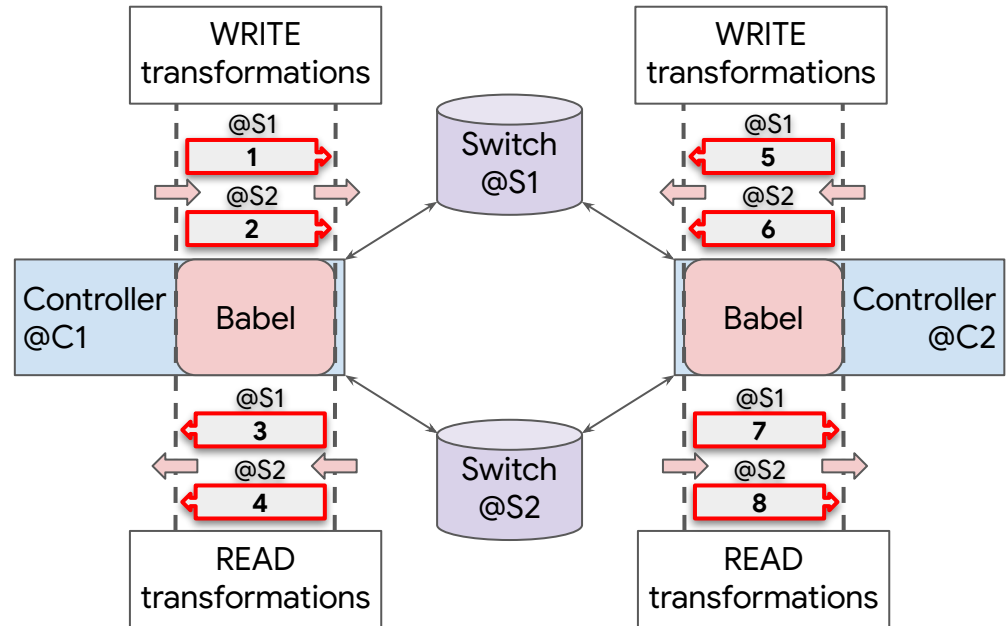 WRITE
transformations
@S1
1
@S2
2
Controller
@C1
Babel
@S1
3
@S2
4
READ
transformations
Switch
@S1
Switch
@S2
WRITE
transformations
@S1
5
@S2
6
Babel
Controller
@C2
@S1
7
@S2
8
READ
transformations